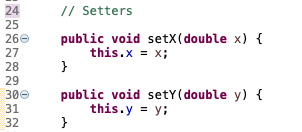 24 // Setters
25
26 public void setX(double x) {
27 this.x = x;
28 }
29
30 public void setY(double y) {
31 this.y = y;
32 }